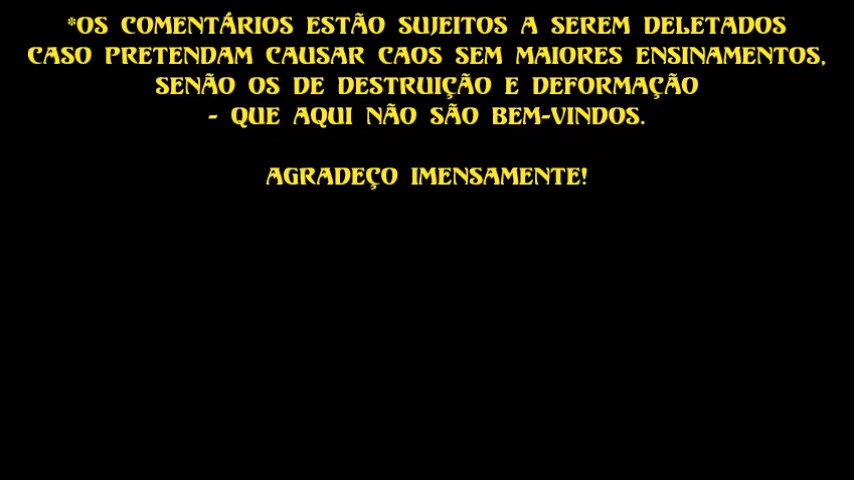 *OS COMENTÁRIOS ESTÃO SUJEITOS A SEREM DELETADOS
CASO PRETENDAM CAUSAR CAOS SEM MAIORES ENSINAMENTOS,
SENÃO OS DE DESTRUIÇÃO E DEFORMAÇÃO
- QUE AQUI NÃO SÃO BEM-VINDOS.
AGRADEÇO IMENSAMENTE!